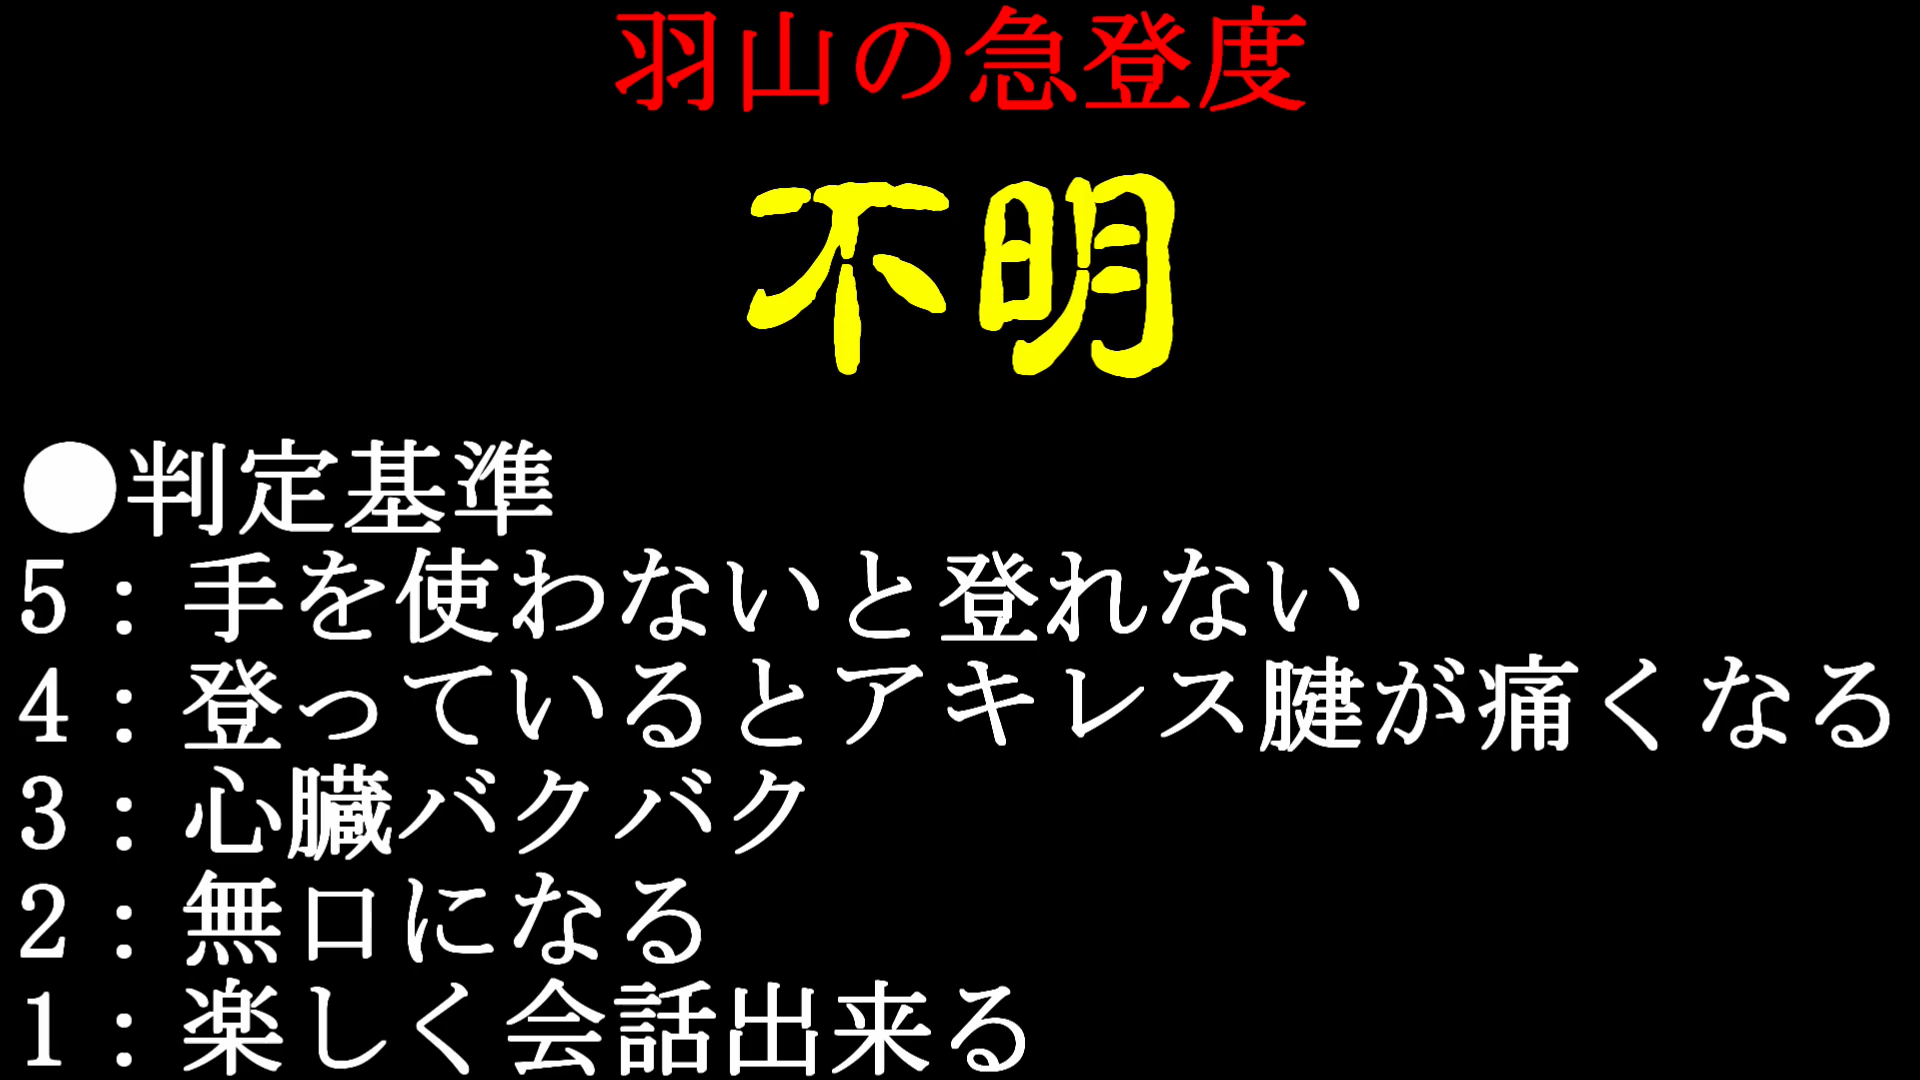 羽山の急登度
不明
●判定基準
5：手を使わないと登れない
4：登っているとアキレス腱が痛くなる
3：心臓バクバク
2：無口になる
1：楽しく会話出来る